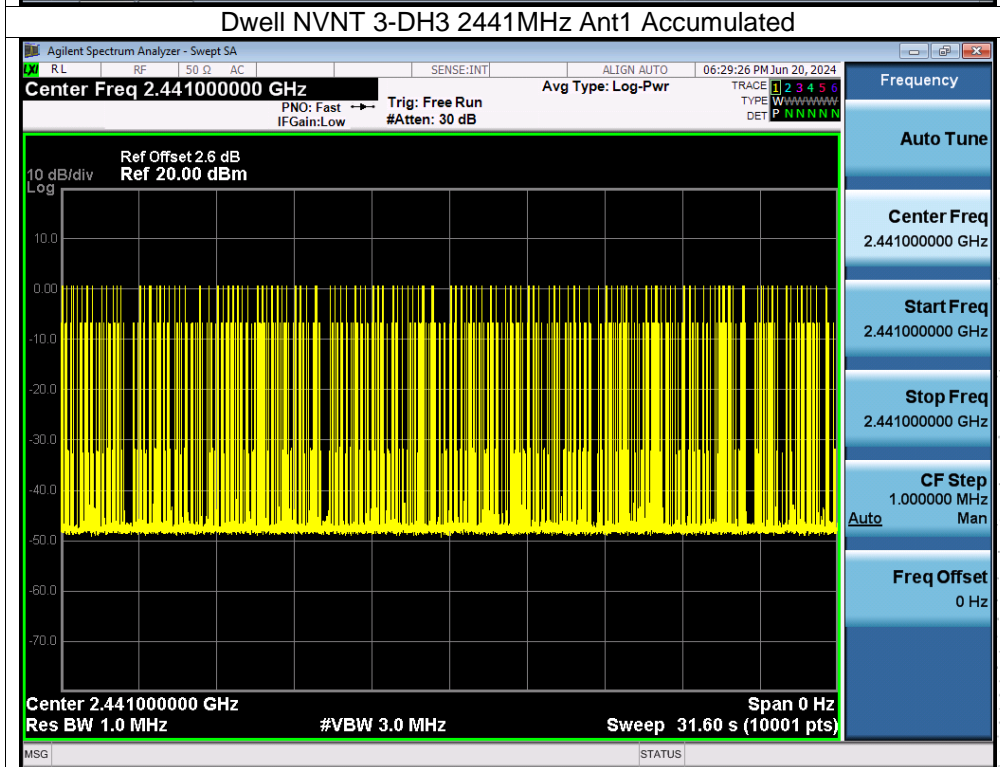 Dwell NVNT 3-DH3 2441MHz Ant1 Accumulated
Agilent Spectrum Analyzer - Swept SA
LXI RL RF 50 Ω AC SENSE:INT ALIGN AUTO 06:29:26 PM Jun 20, 2024
Center Freq 2.441000000 GHz Avg Type: Log-Pwr TRACE 1 2 3 4 5 6
PNO: Fast Trig: Free Run TYPE WWWWWW
IFGain:Low #Atten: 30 dB DET P N N N N N
Frequency
Auto Tune
Center Freq
2.441000000 GHz
Start Freq
2.441000000 GHz
Stop Freq
2.441000000 GHz
CF Step
1.000000 MHz
Auto Man
Freq Offset
0 Hz
Ref Offset 2.6 dB
10 dB/div Ref 20.00 dBm
Log
10.0
0.00
-10.0
-20.0
-30.0
-40.0
-50.0
-60.0
-70.0
Center 2.441000000 GHz Span 0 Hz
Res BW 1.0 MHz #VBW 3.0 MHz Sweep 31.60 s (10001 pts)
MSG STATUS